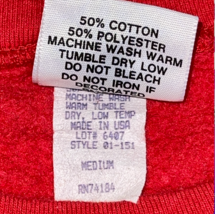 50% COTTON
50% POLYESTER
MACHINE WASH WARM
TUMBLE DRY LOW
DO NOT BLEACH
DO NOT IRON IF
DECORATED
MACHINE WASH
WARM TUMBLE
DRY, LOW TEMP
MADE IN USA
LOT# 6407
STYLE 01-151
MEDIUM
RN74184